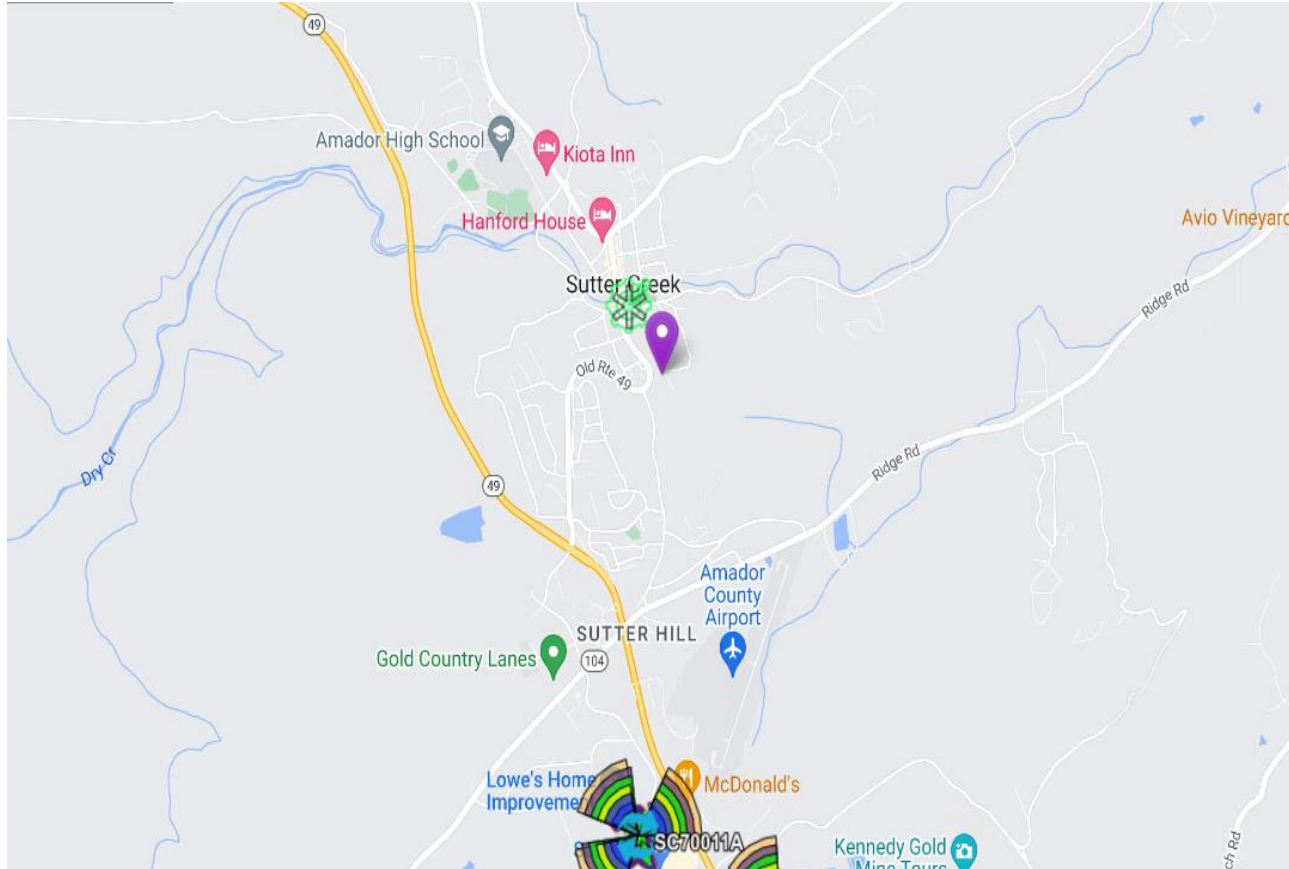 49
Amador High School
Kiota Inn
Hanford House
Avio Vineyard
Sutter Creek
Ridge Rd
Old Rte 49
Ridge Rd
Dry Cr
49
Amador
County
Airport
SUTTER HILL
Gold Country Lanes
104
Lowe's Home
Improveme
McDonald's
SC70011A
Kennedy Gold
Mine Tours
ch Rd